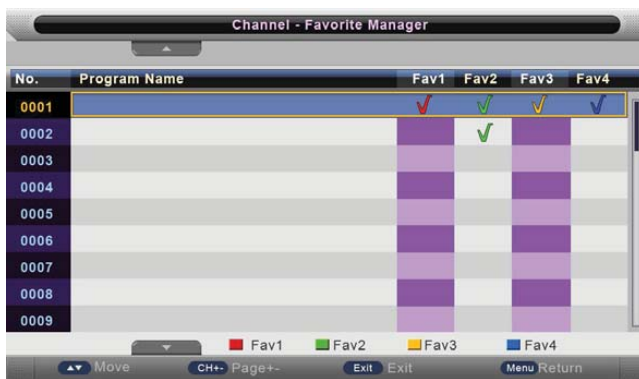 Channel - Favorite Manager
No. Program Name Fav1 Fav2 Fav3 Fav4
0001
0002
0003
0004
0005
0006
0007
0008
0009
Fav1 Fav2 Fav3 Fav4
Move CH+- Page+- Exit Exit Menu Return